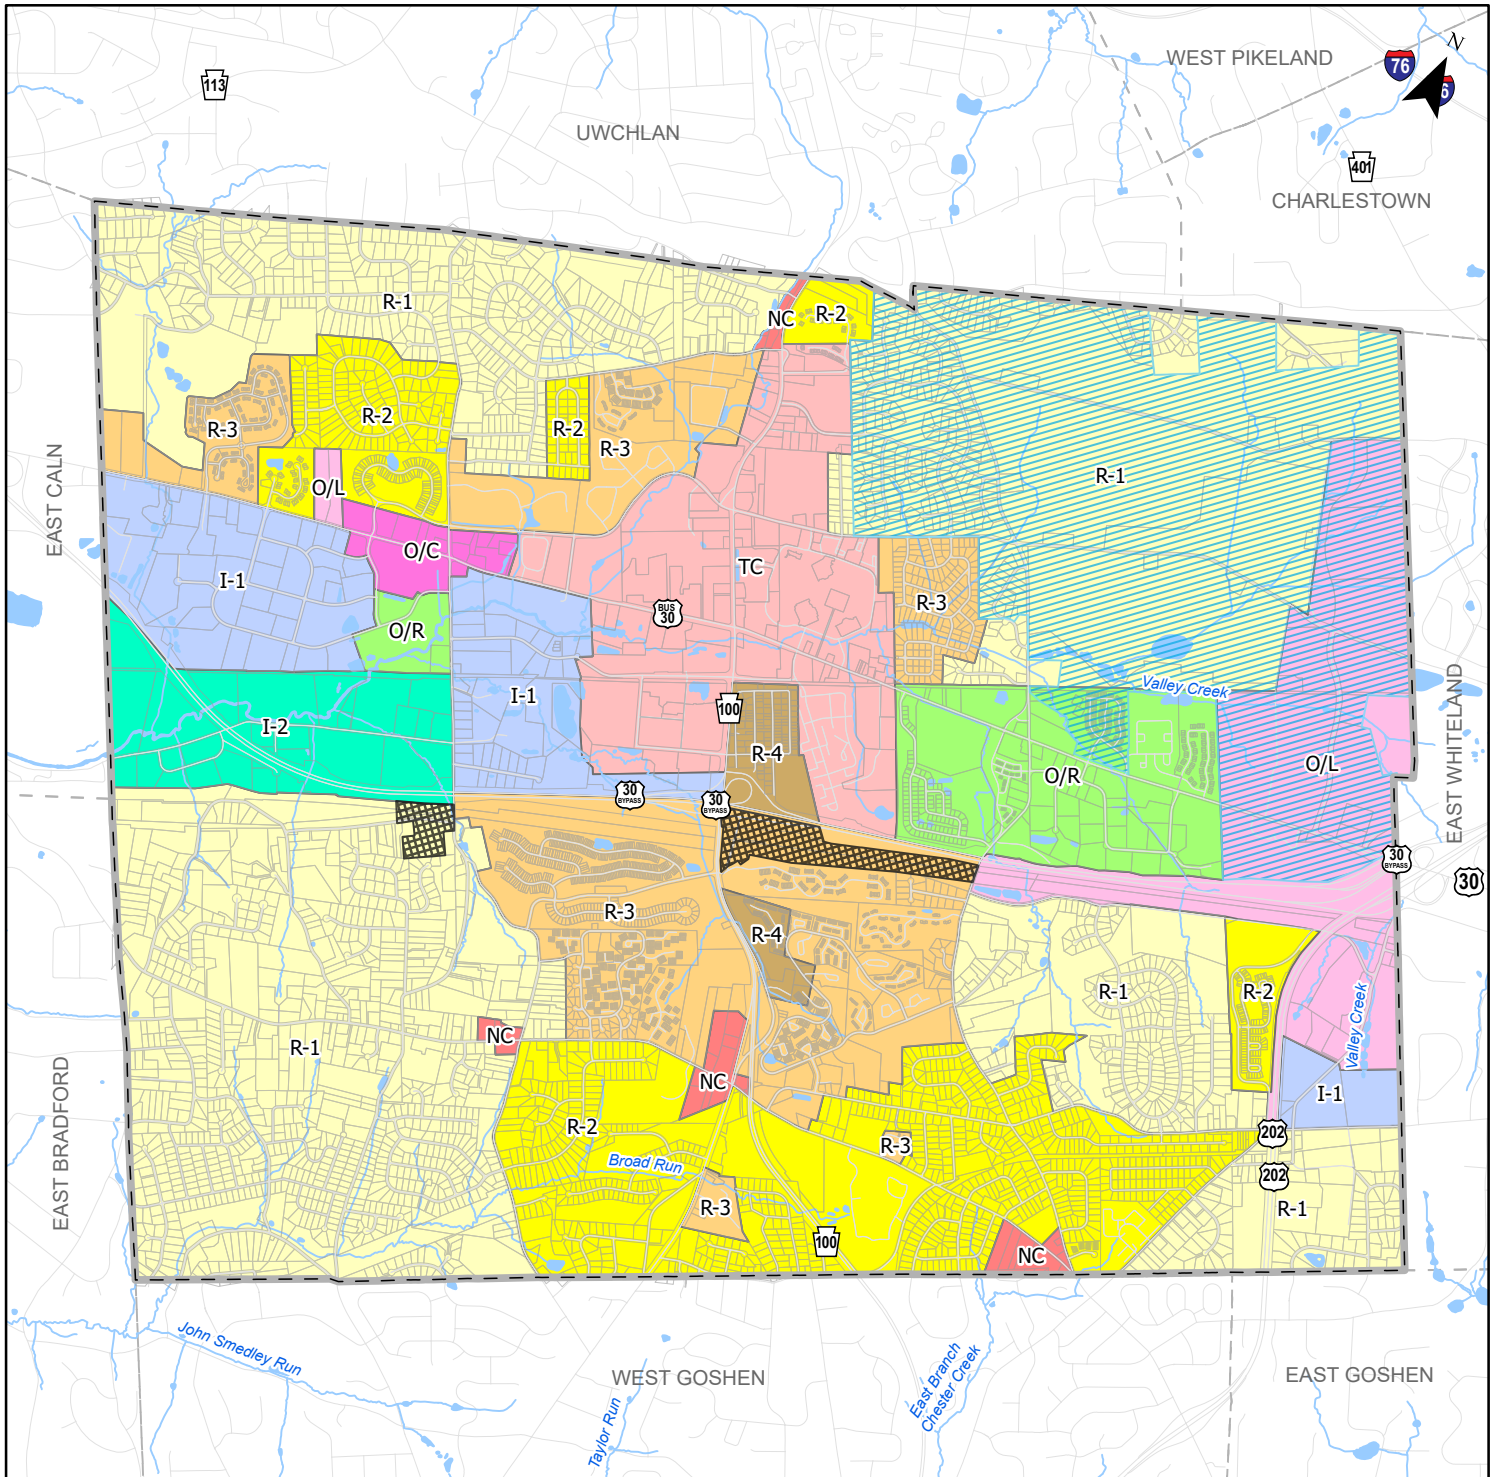 WEST PIKELAND
N
76
6
113
UWCHLAN
401
CHARLESTOWN
R-1
NC
R-2
R-2
R-3
R-2
R-3
R-1
EAST CALN
O/L
O/C
TC
I-1
BUS
30
R-3
O/R
Valley Creek
I-1
100
I-2
R-4
O/R
O/L
EAST WHITELAND
30
BYPASS
30
BYPASS
30
BYPASS
30
R-3
R-4
R-1
R-2
Valley Creek
NC
R-1
NC
I-1
EAST BRADFORD
R-2
202
R-3
Broad Run
202
R-3
R-1
100
NC
John Smedley Run
WEST GOSHEN
East Branch
Chester Creek
EAST GOSHEN
Taylor Run